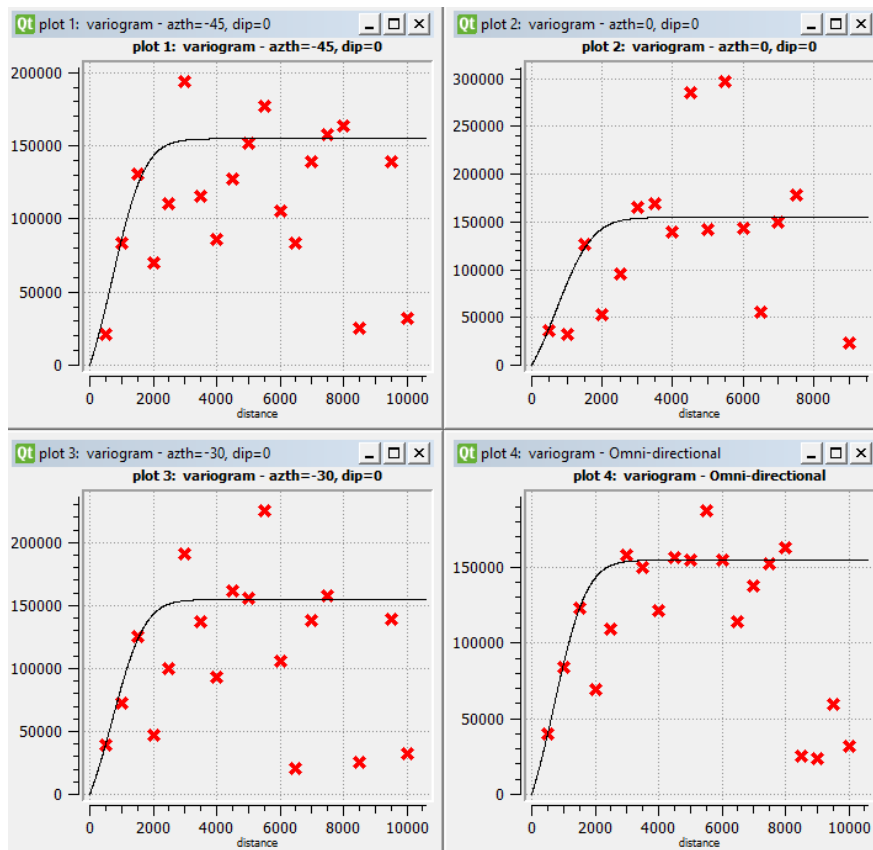 Qt plot 1: variogram - azth=-45, dip=0
plot 1: variogram - azth=-45, dip=0
200000
150000
100000
50000
0
0 2000 4000 6000 8000 10000
distance
Qt plot 2: variogram - azth=0, dip=0
plot 2: variogram - azth=0, dip=0
300000
250000
200000
150000
100000
50000
0
0 2000 4000 6000 8000
distance
Qt plot 3: variogram - azth=-30, dip=0
plot 3: variogram - azth=-30, dip=0
200000
150000
100000
50000
0
0 2000 4000 6000 8000 10000
distance
Qt plot 4: variogram - Omni-directional
plot 4: variogram - Omni-directional
150000
100000
50000
0
0 2000 4000 6000 8000 10000
distance